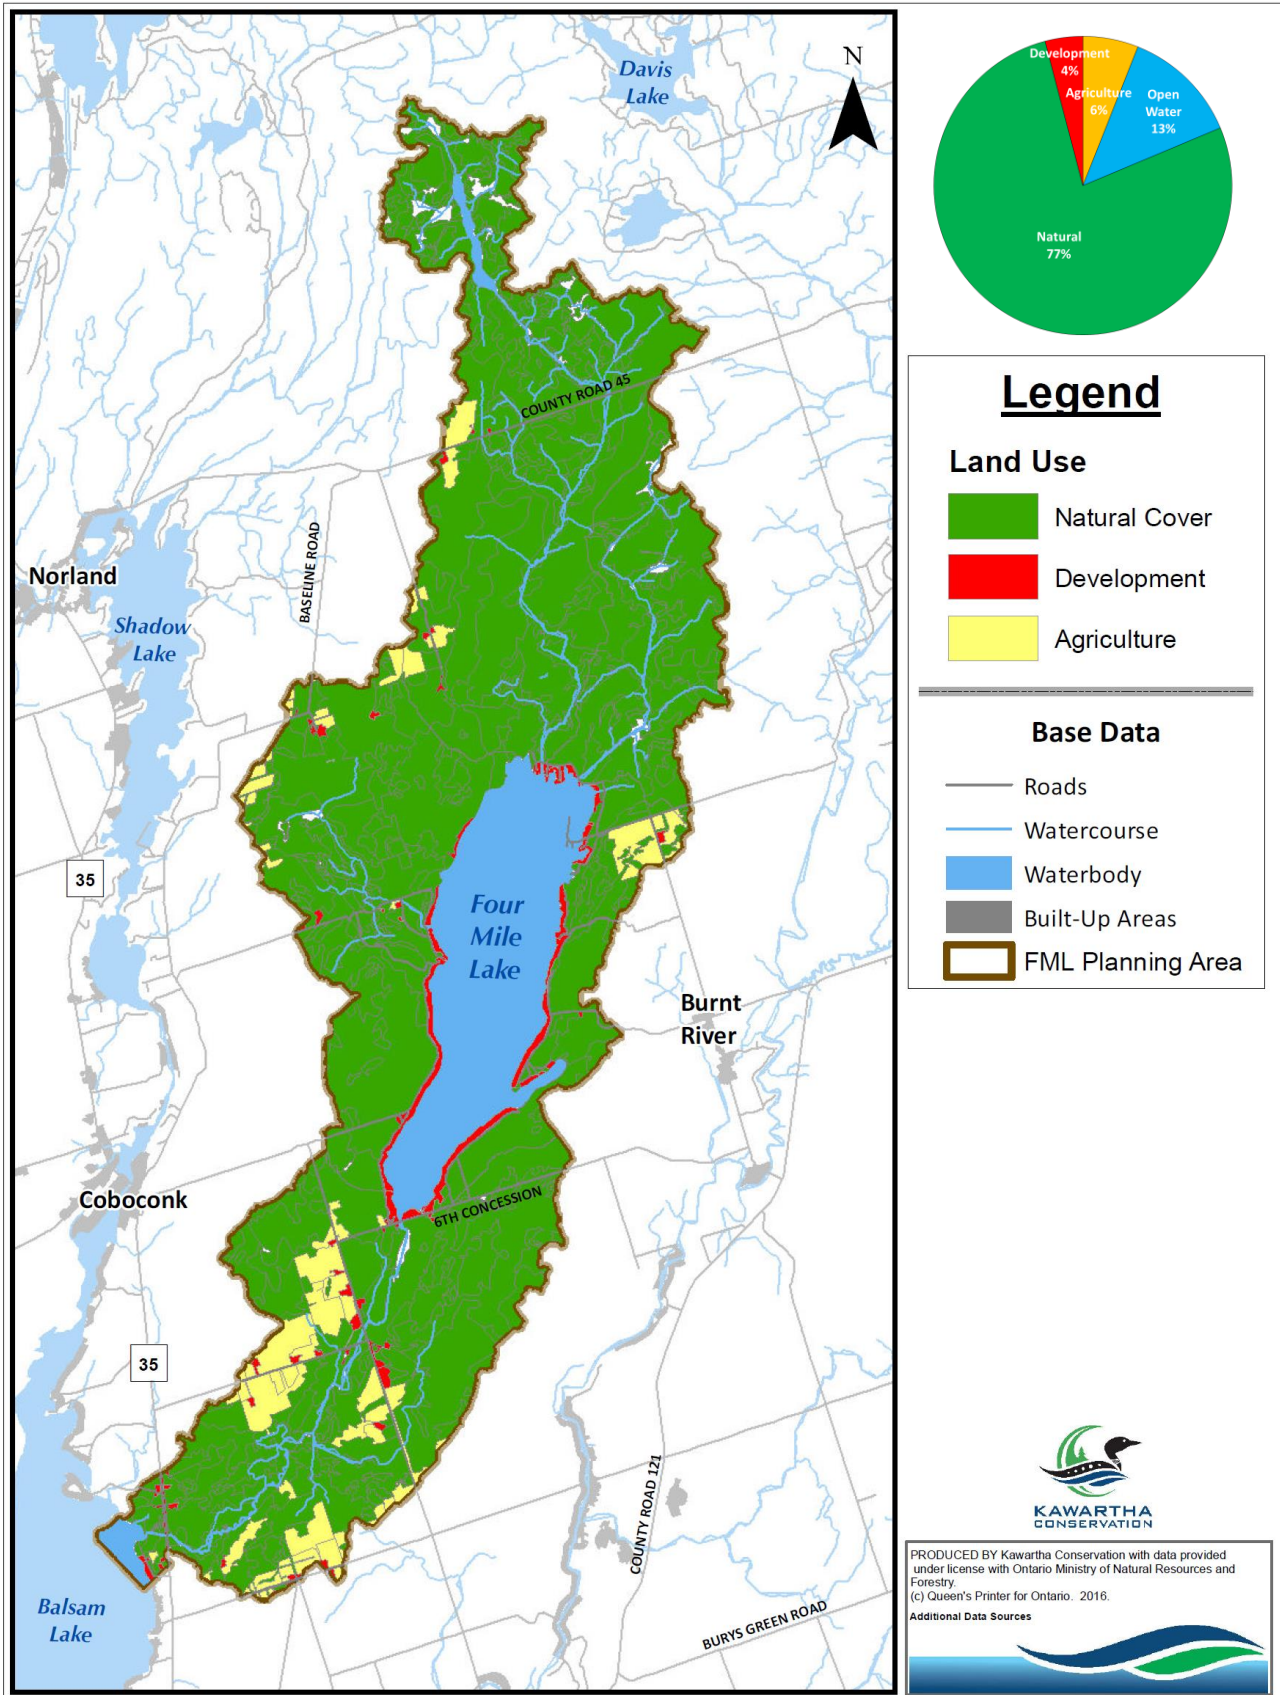 N
Davis
Lake
COUNTY ROAD 45
BASELINE ROAD
Norland
Shadow
Lake
35
Four
Mile
Lake
Burnt
River
Coboconk
6TH CONCESSION
35
COUNTY ROAD 121
Balsam
Lake
BURYS GREEN ROAD
Development
4%
Agriculture
6%
Open
Water
13%
Natural
77%
Legend
Land Use
Natural Cover
Development
Agriculture
Base Data
Roads
Watercourse
Waterbody
Built-Up Areas
FML Planning Area
KAWARTHA
CONSERVATION
PRODUCED BY Kawartha Conservation with data provided
under license with Ontario Ministry of Natural Resources and
Forestry.
(c) Queen's Printer for Ontario. 2016.
Additional Data Sources